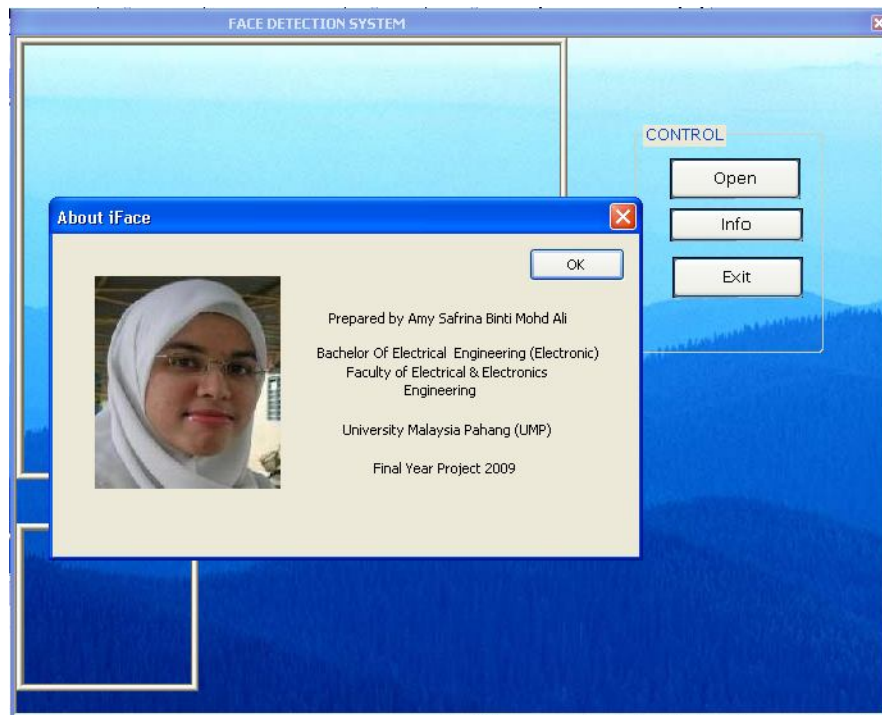 FACE DETECTION SYSTEM
CONTROL
Open
Info
Exit
About iFace
OK
Prepared by Amy Safrina Binti Mohd Ali
Bachelor Of Electrical Engineering (Electronic)
Faculty of Electrical & Electronics
Engineering
University Malaysia Pahang (UMP)
Final Year Project 2009